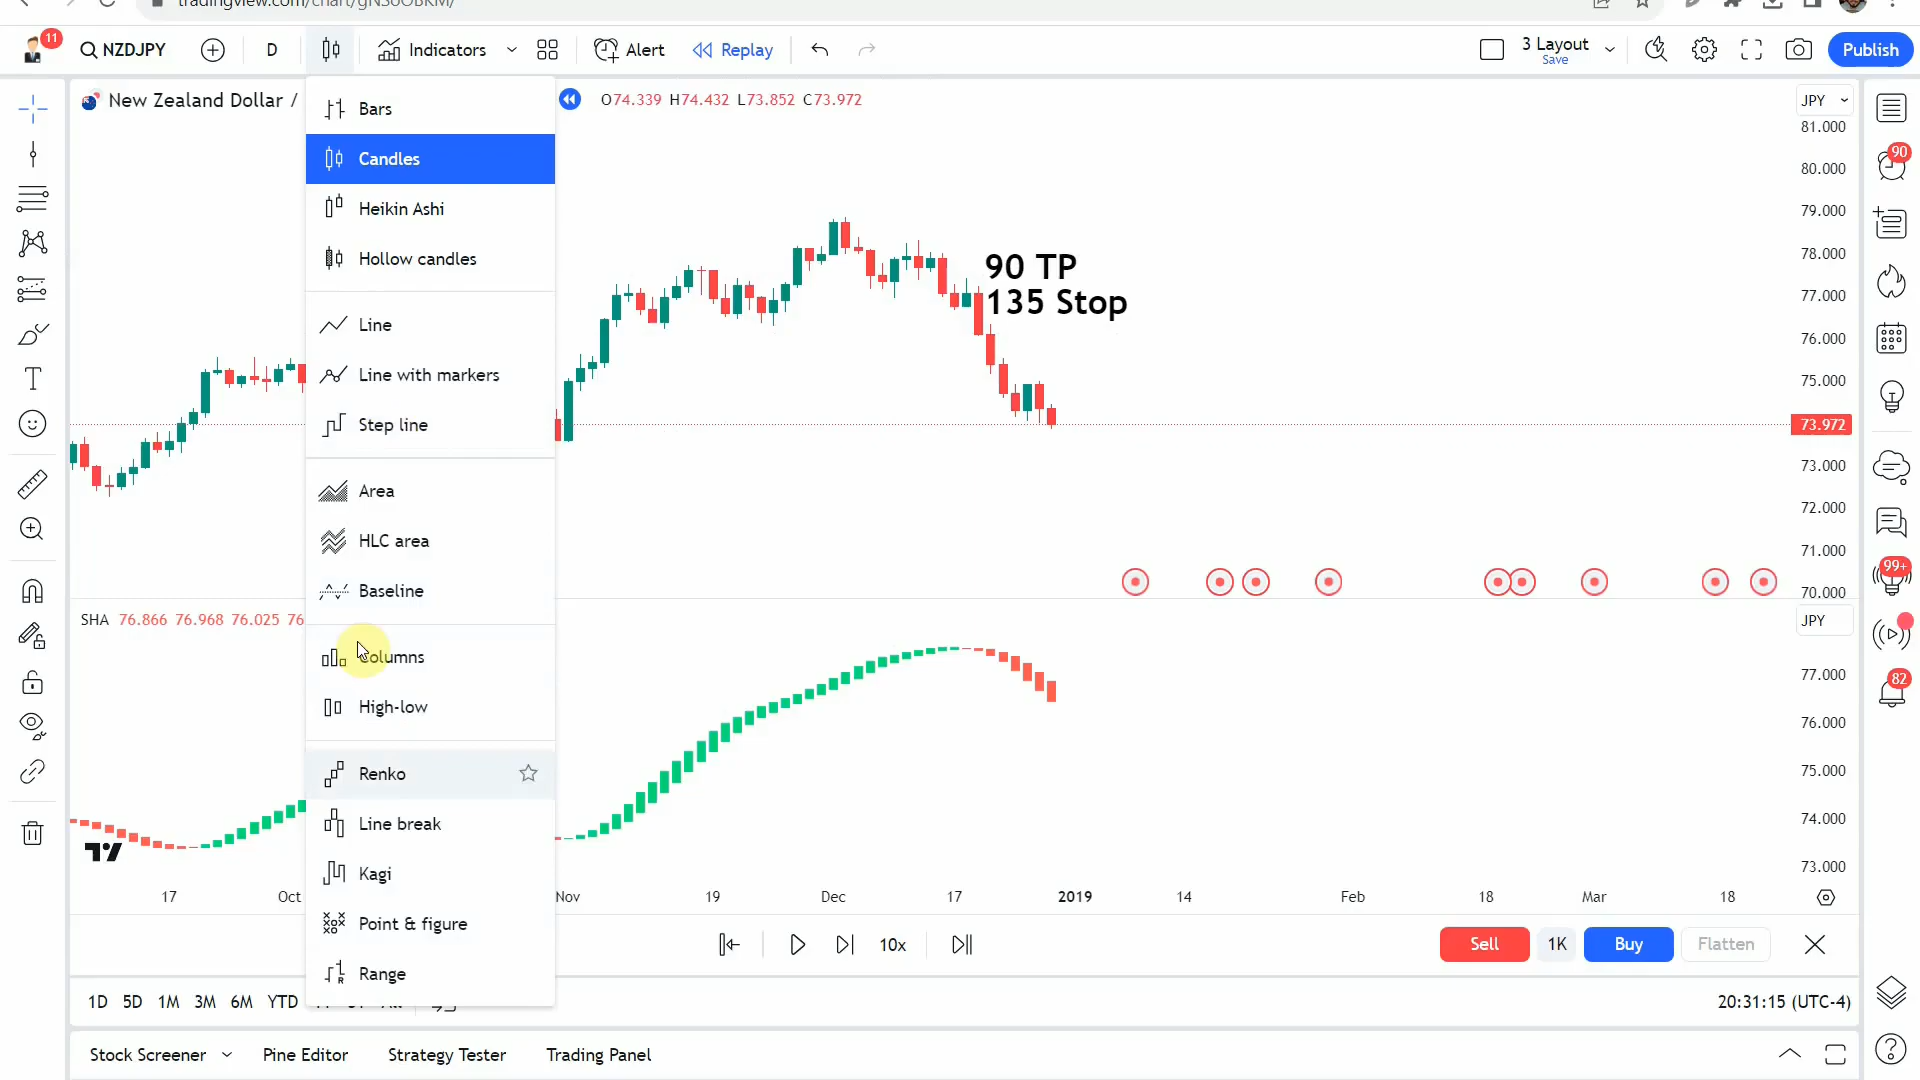 tradingview.com/chart/gNS6OBKM/
11
NZDJPY
D
Indicators
Alert
Replay
3 Layout
Save
Publish
New Zealand Dollar /
O74.339 H74.432 L73.852 C73.972
JPY
Bars
Candles
Heikin Ashi
Hollow candles
Line
Line with markers
Step line
Area
HLC area
Baseline
Columns
High-low
Renko
Line break
Kagi
Point & figure
Range
90 TP
135 Stop
81.000
80.000
79.000
78.000
77.000
76.000
75.000
73.972
73.000
72.000
71.000
70.000
SHA 76.866 76.968 76.025 76
JPY
77.000
76.000
75.000
74.000
73.000
17
Oct
Nov
19
Dec
17
2019
14
Feb
18
Mar
18
10x
Sell
1K
Buy
Flatten
1D 5D 1M 3M 6M YTD
20:31:15 (UTC-4)
Stock Screener
Pine Editor
Strategy Tester
Trading Panel
90
99+
82